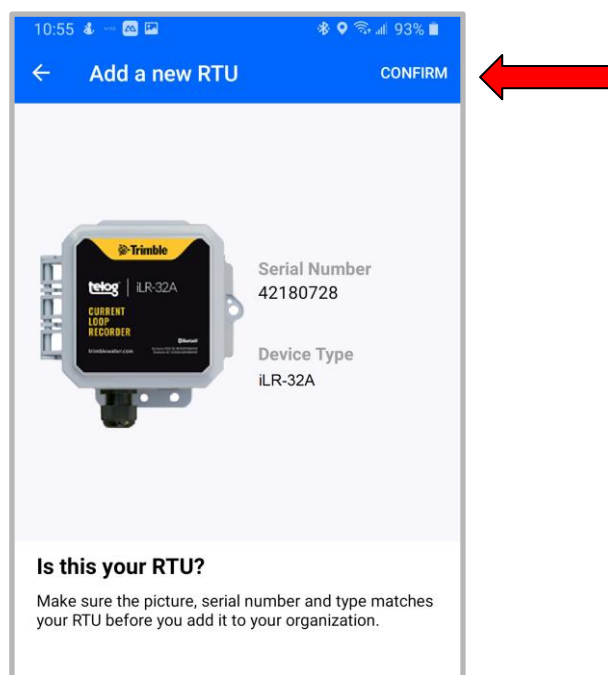 10:55 93%
Add a new RTU CONFIRM
Trimble
telog iLR-32A
CURRENT
LOOP
RECORDER
Bluetooth
trimblewater.com
Serial Number
42180728
Device Type
iLR-32A
Is this your RTU?
Make sure the picture, serial number and type matches
your RTU before you add it to your organization.